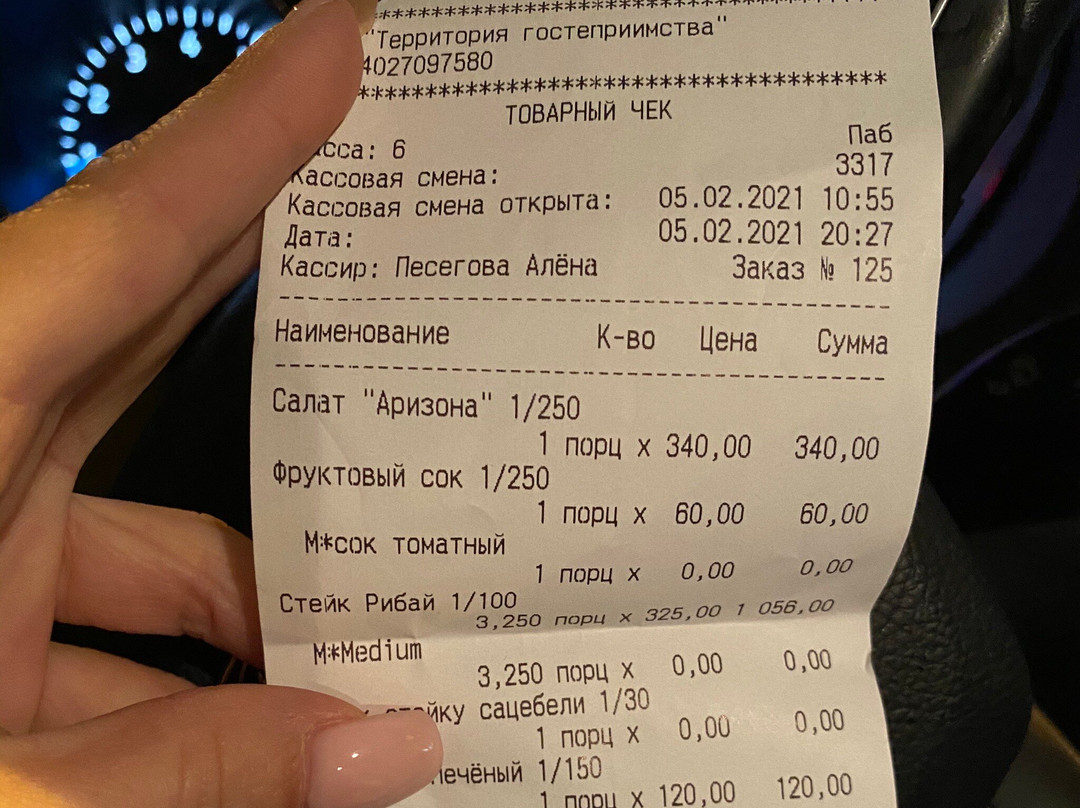 ********************************************
"Территория гостеприимства"
4027097580
********************************************
ТОВАРНЫЙ ЧЕК
Паб
сса: 6
Кассовая смена: 3317
Кассовая смена открыта: 05.02.2021 10:55
Дата: 05.02.2021 20:27
Кассир: Песегова Алёна Заказ № 125
Наименование К-во Цена Сумма
Салат "Аризона" 1/250
1 порц x 340,00 340,00
Фруктовый сок 1/250
1 порц x 60,00 60,00
М*сок томатный
1 порц x 0,00 0,00
Стейк Рибай 1/100
3,250 порц x 325,00 1 056,00
М*Medium
3,250 порц x 0,00 0,00
стейку сацебели 1/30
1 порц x 0,00 0,00
печёный 1/150
1 порц x 120,00 120,00